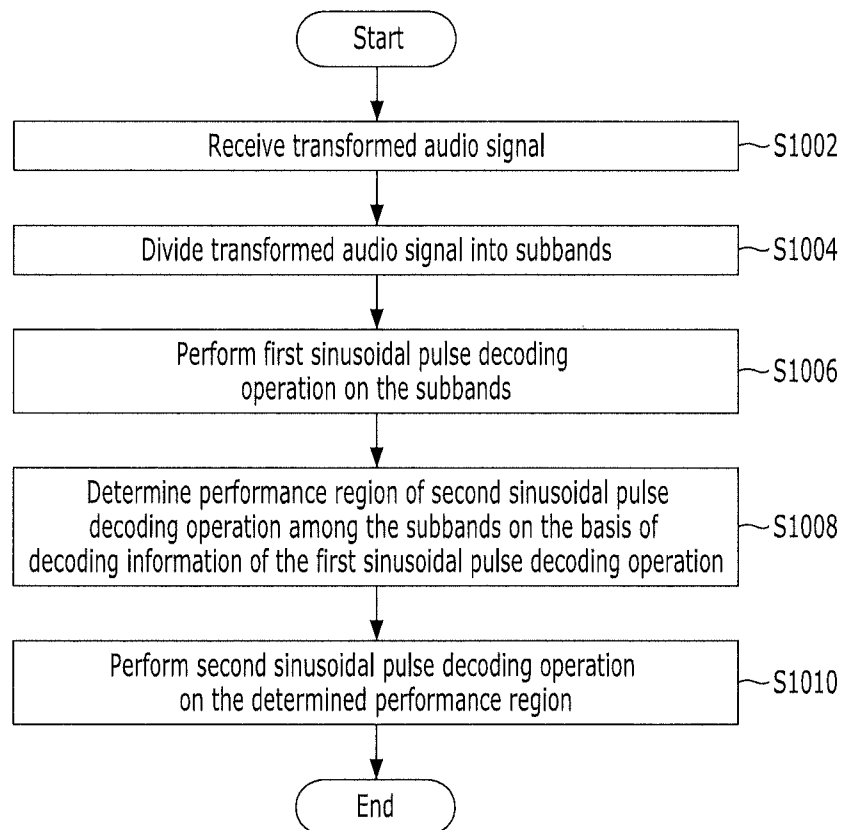 Start
Receive transformed audio signal
S1002
Divide transformed audio signal into subbands
S1004
Perform first sinusoidal pulse decoding
operation on the subbands
S1006
Determine performance region of second sinusoidal pulse
decoding operation among the subbands on the basis of
decoding information of the first sinusoidal pulse decoding operation
S1008
Perform second sinusoidal pulse decoding operation
on the determined performance region
S1010
End